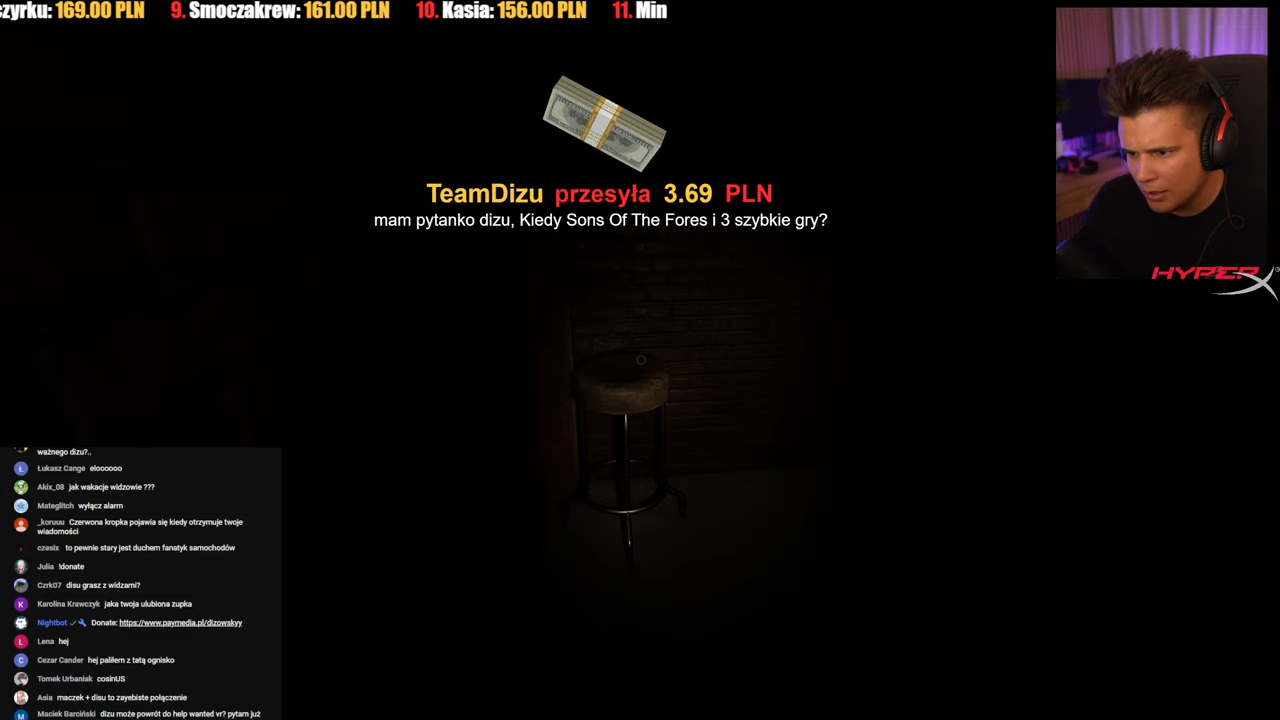 czyrku: 169.00 PLN 9. Smoczakrew: 161.00 PLN 10. Kasia: 156.00 PLN 11. Min
TeamDizu przesyła 3.69 PLN
mam pytanko dizu, Kiedy Sons Of The Fores i 3 szybkie gry?
HYPERX
ważnego dizu?..
Łukasz Cange eloooooo
Akix_08 jak wakacje widzowie ???
Mateglitch wyłącz alarm
_koruuu Czerwona kropka pojawia się kiedy otrzymuje twoje
wiadomości
czeslx to pewnie stary jest duchem fanatyk samochodów
Julia !donate
Czrk07 disu grasz z widzami?
Karolina Krawczyk jaka twoja ulubiona zupka
Nightbot Donate: https://www.paymedia.pl/dizowskyy
Lena hej
Cezar Cander hej paliłem z tatą ognisko
Tomek Urbaniak cosinUS
Asia maczek + disu to zayebiste połączenie
Maciek Barciński dizu może powrót do help wanted vr? pytam już